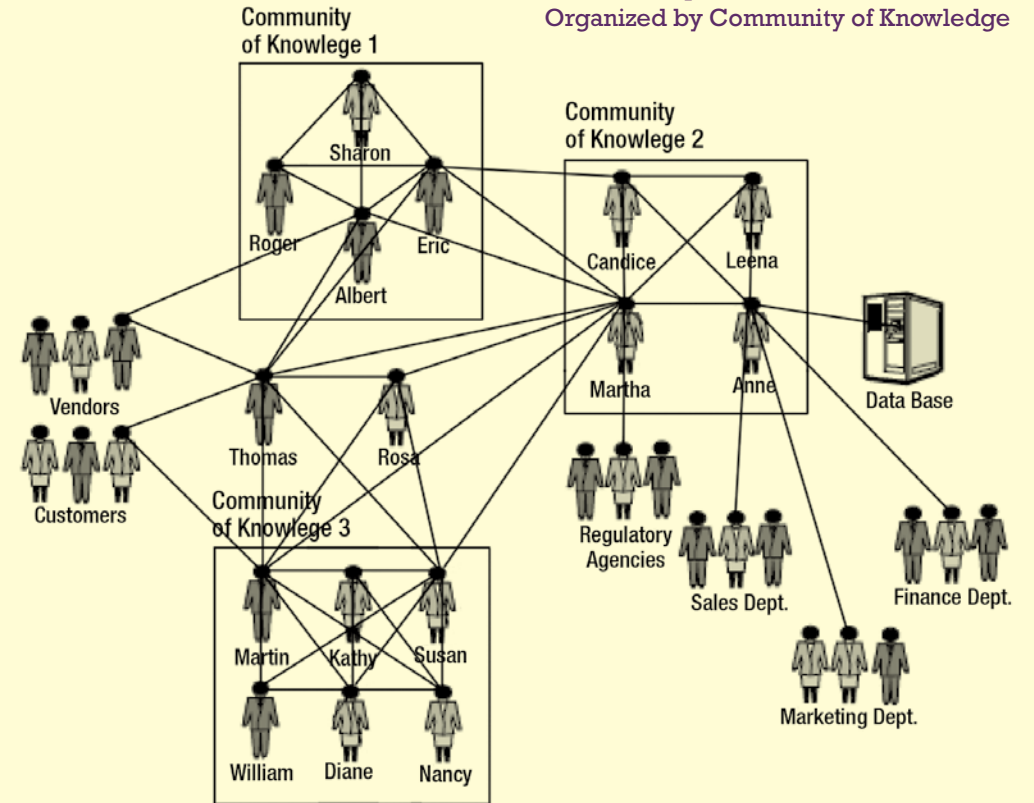 Organized by Community of Knowledge
Community
of Knowlege 1
Sharon
Roger
Eric
Albert
Community
of Knowlege 2
Candice
Leena
Martha
Anne
Data Base
Vendors
Customers
Thomas
Rosa
Regulatory
Agencies
Sales Dept.
Finance Dept.
Marketing Dept.
Community
of Knowlege 3
Martin
Kathy
Susan
William
Diane
Nancy